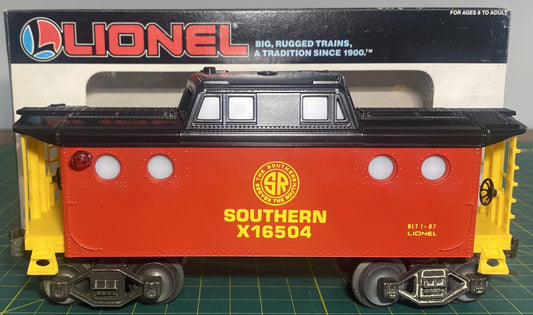 LIONEL
BIG, RUGGED TRAINS,
A TRADITION SINCE 1900.™
FOR AGES 8 TO ADULT
THE SOUTHERN
SERVES THE SOUTH
SR
SOUTHERN
X16504
BLT 1-87
LIONEL